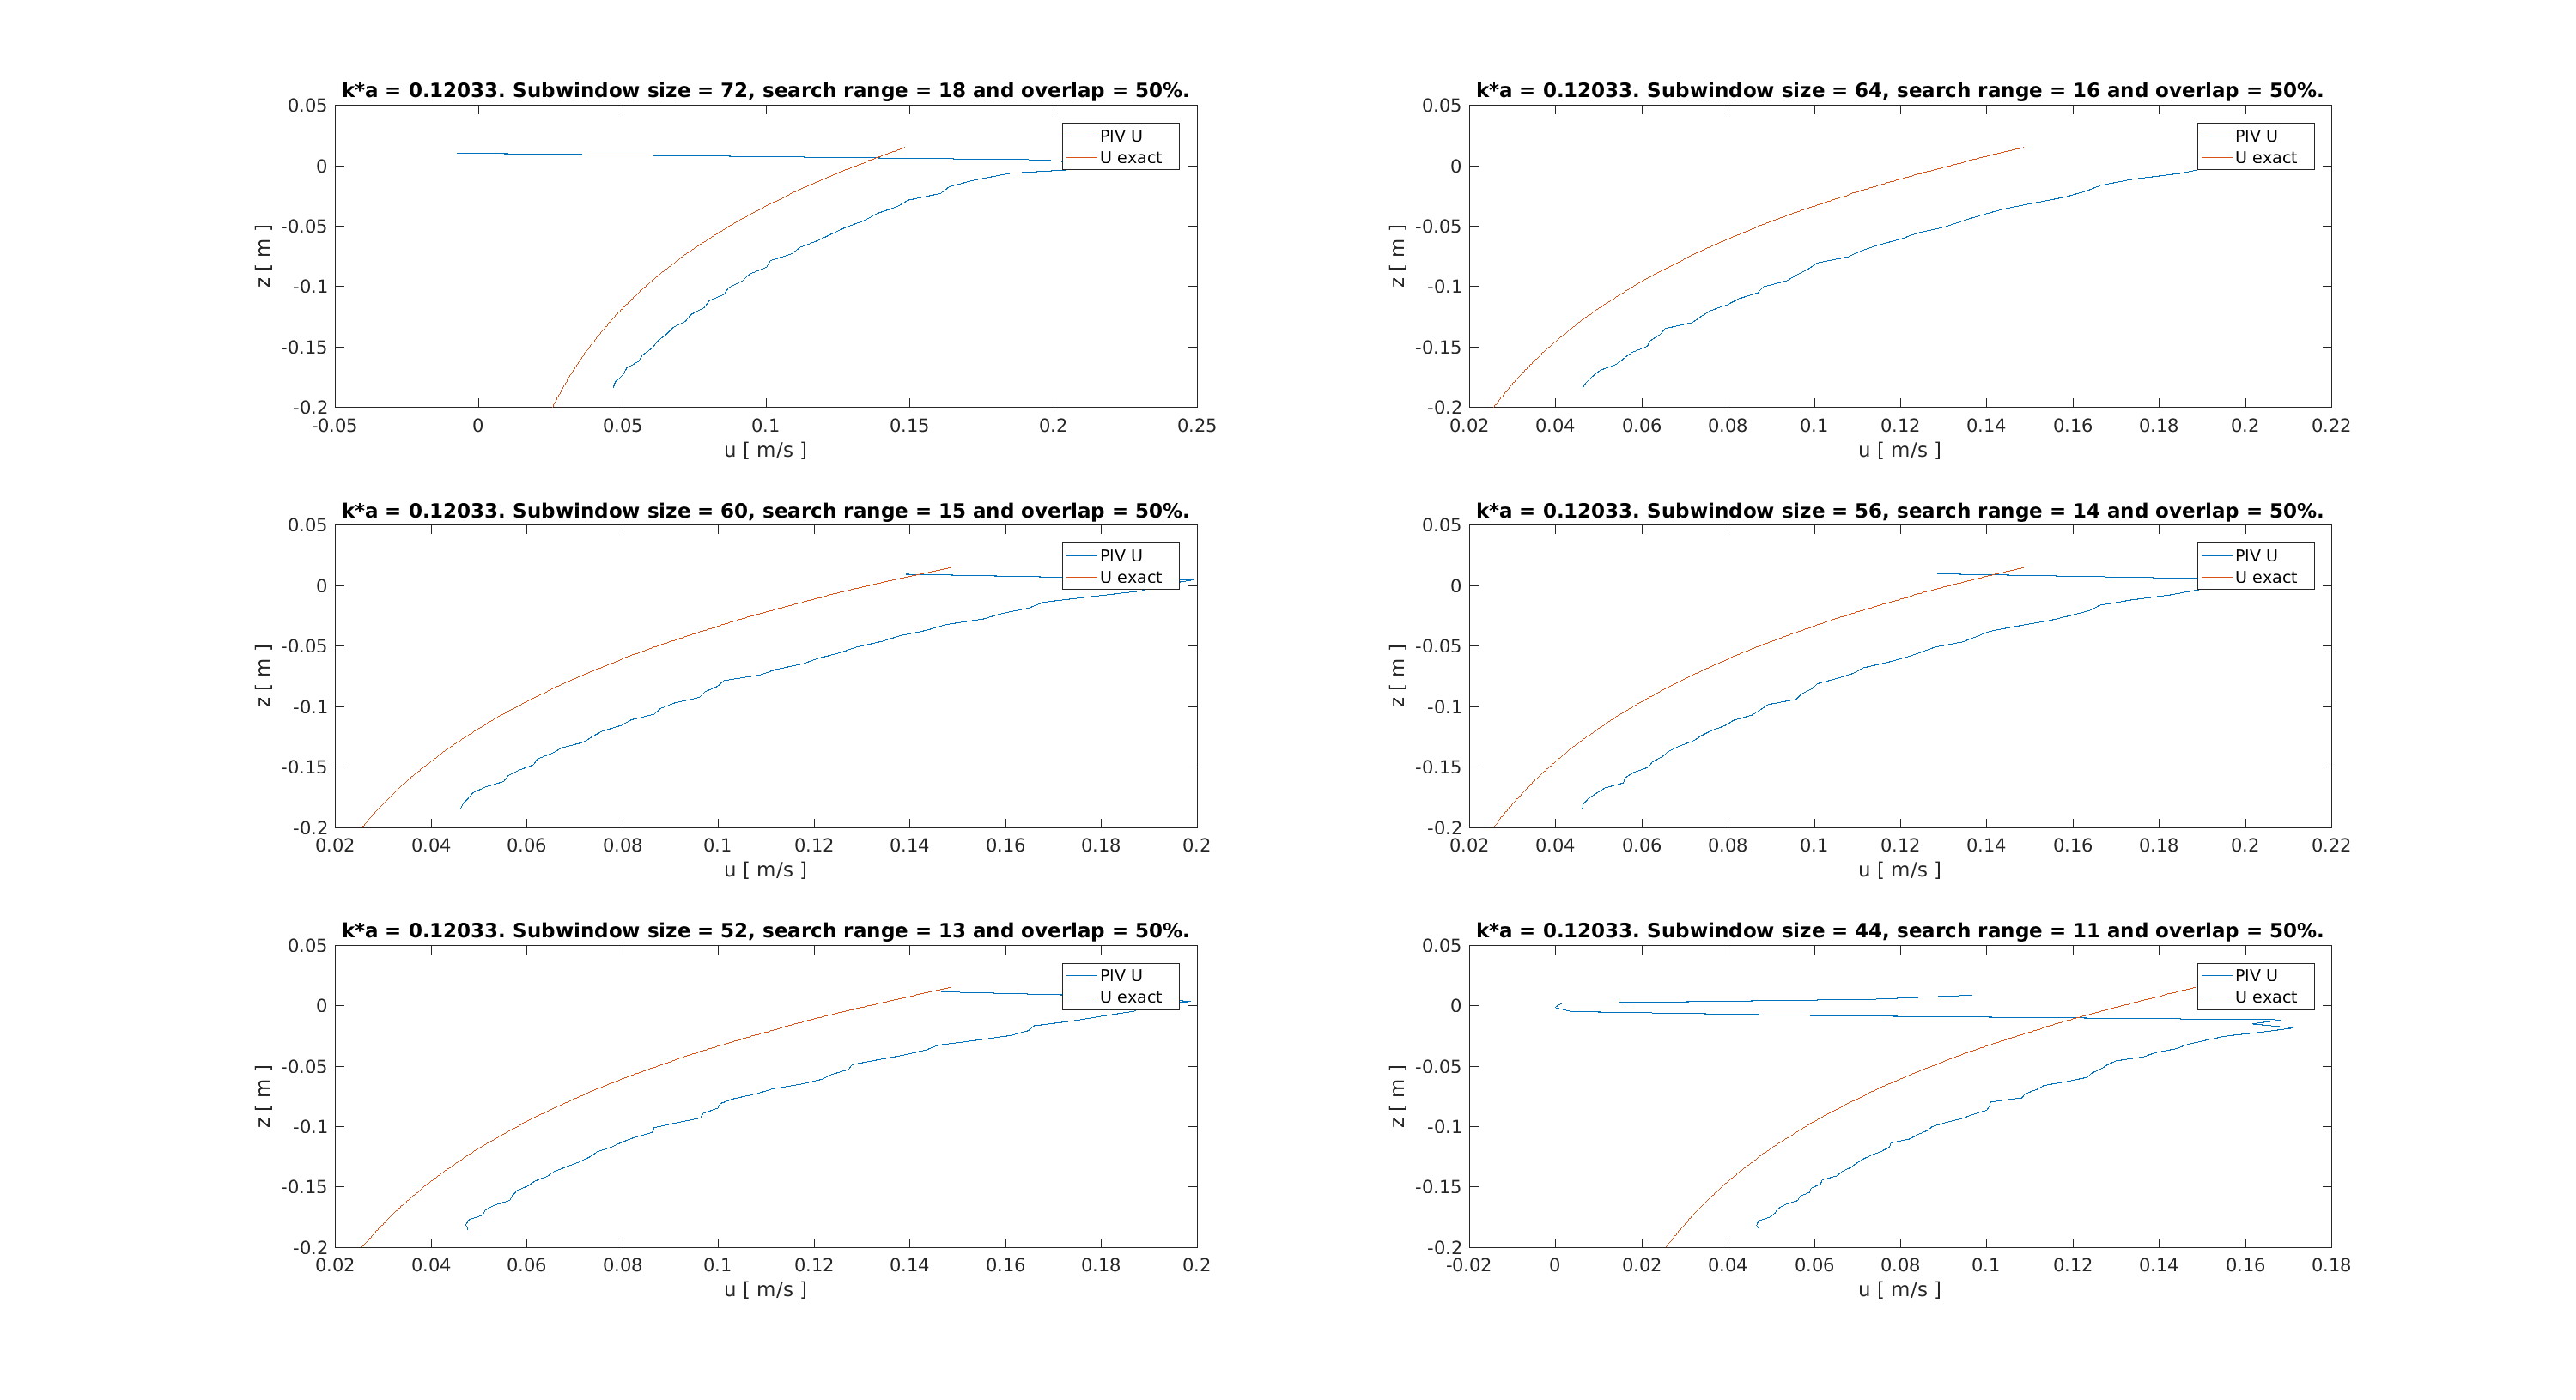 k*a = 0.12033. Subwindow size = 72, search range = 18 and overlap = 50%.
0.05
0
-0.05
-0.1
-0.15
-0.2
z [ m ]
PIV U
U exact
-0.05 0 0.05 0.1 0.15 0.2 0.25
u [ m/s ]
k*a = 0.12033. Subwindow size = 64, search range = 16 and overlap = 50%.
0.05
0
-0.05
-0.1
-0.15
-0.2
z [ m ]
PIV U
U exact
0.02 0.04 0.06 0.08 0.1 0.12 0.14 0.16 0.18 0.2 0.22
u [ m/s ]
k*a = 0.12033. Subwindow size = 60, search range = 15 and overlap = 50%.
0.05
0
-0.05
-0.1
-0.15
-0.2
z [ m ]
PIV U
U exact
0.02 0.04 0.06 0.08 0.1 0.12 0.14 0.16 0.18 0.2
u [ m/s ]
k*a = 0.12033. Subwindow size = 56, search range = 14 and overlap = 50%.
0.05
0
-0.05
-0.1
-0.15
-0.2
z [ m ]
PIV U
U exact
0.02 0.04 0.06 0.08 0.1 0.12 0.14 0.16 0.18 0.2 0.22
u [ m/s ]
k*a = 0.12033. Subwindow size = 52, search range = 13 and overlap = 50%.
0.05
0
-0.05
-0.1
-0.15
-0.2
z [ m ]
PIV U
U exact
0.02 0.04 0.06 0.08 0.1 0.12 0.14 0.16 0.18 0.2
u [ m/s ]
k*a = 0.12033. Subwindow size = 44, search range = 11 and overlap = 50%.
0.05
0
-0.05
-0.1
-0.15
-0.2
z [ m ]
PIV U
U exact
-0.02 0 0.02 0.04 0.06 0.08 0.1 0.12 0.14 0.16 0.18
u [ m/s ]